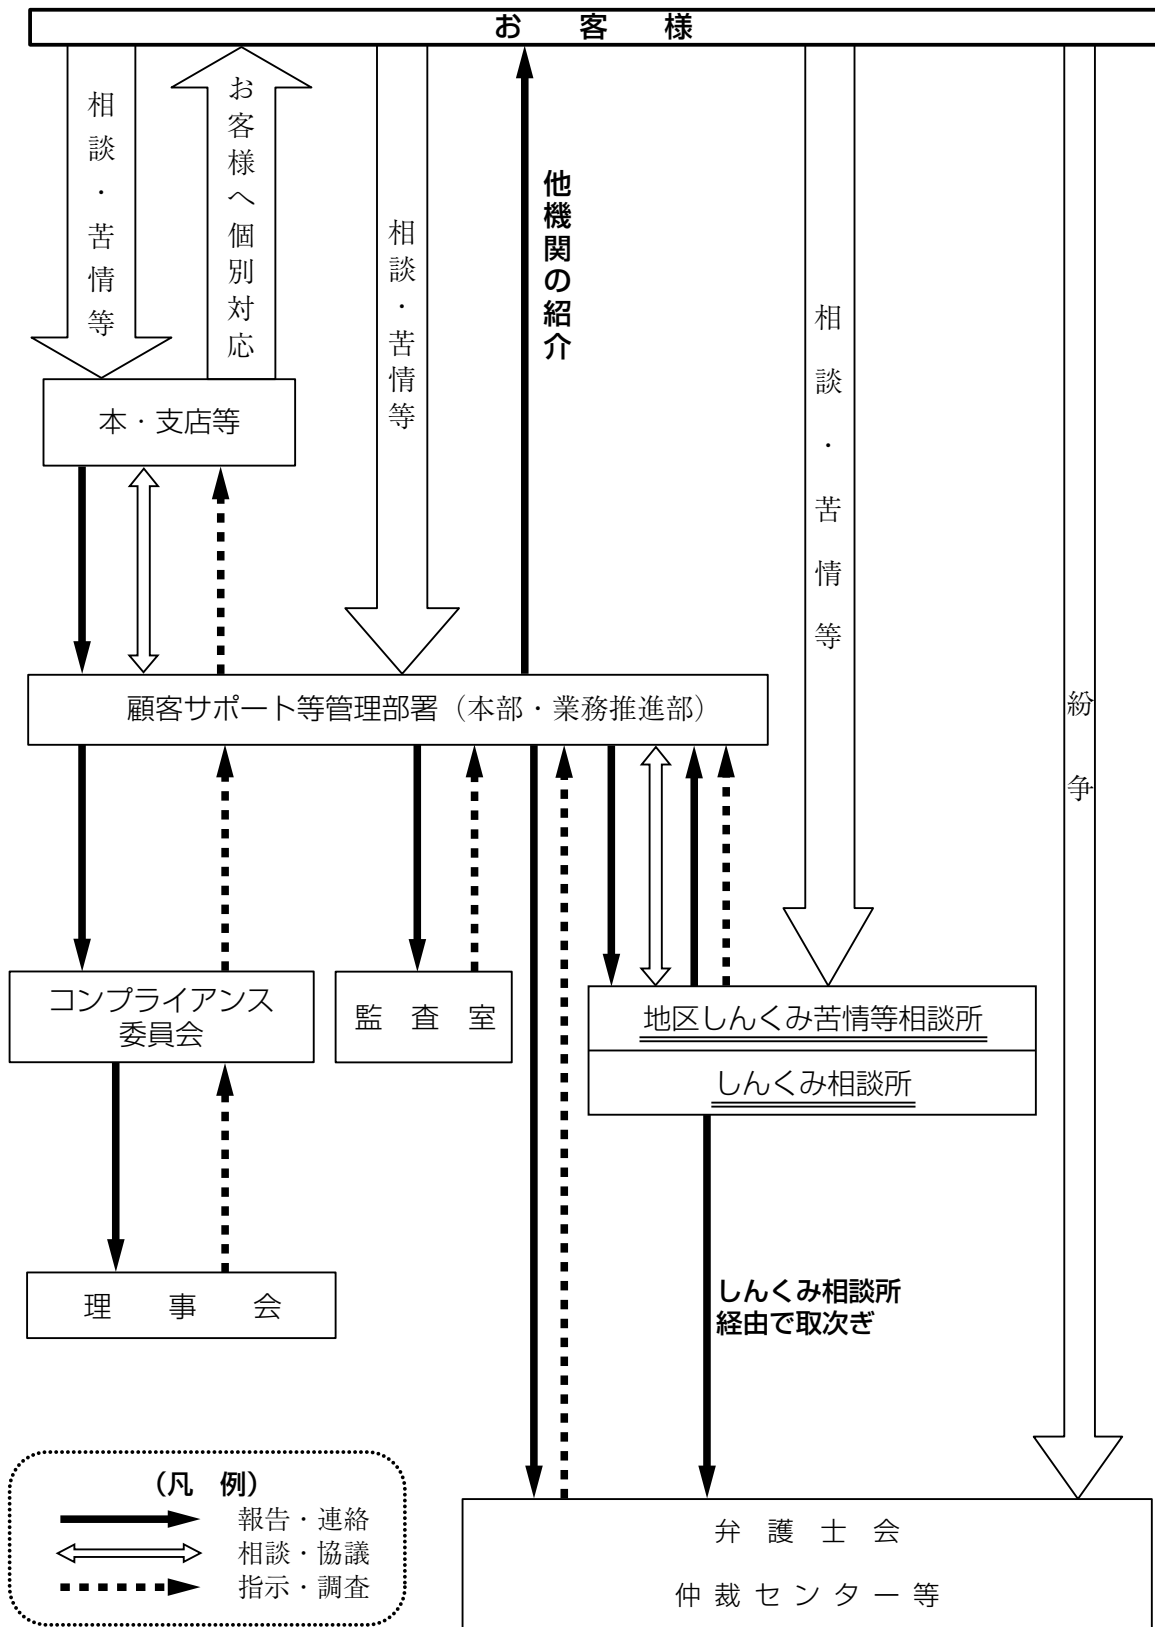 お　客　様
相談・苦情等
お客様へ個別対応
相談・苦情等
他機関の紹介
相談・苦情等
紛争
本・支店等
顧客サポート等管理部署（本部・業務推進部）
コンプライアンス
委員会
監　査　室
地区しんくみ苦情等相談所
しんくみ相談所
理　事　会
しんくみ相談所
経由で取次ぎ
弁　護　士　会
仲裁センター等
（凡　例）
報告・連絡
相談・協議
指示・調査